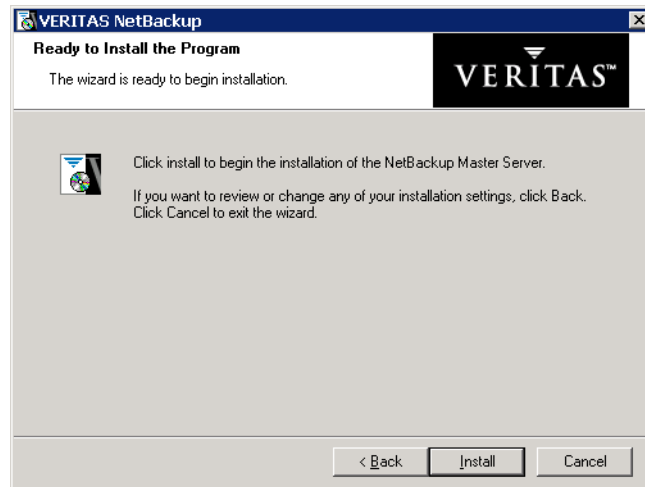 VERITAS NetBackup
Ready to Install the Program
The wizard is ready to begin installation.
VERITAS™
Click install to begin the installation of the NetBackup Master Server.
If you want to review or change any of your installation settings, click Back.
Click Cancel to exit the wizard.
< Back
Install
Cancel